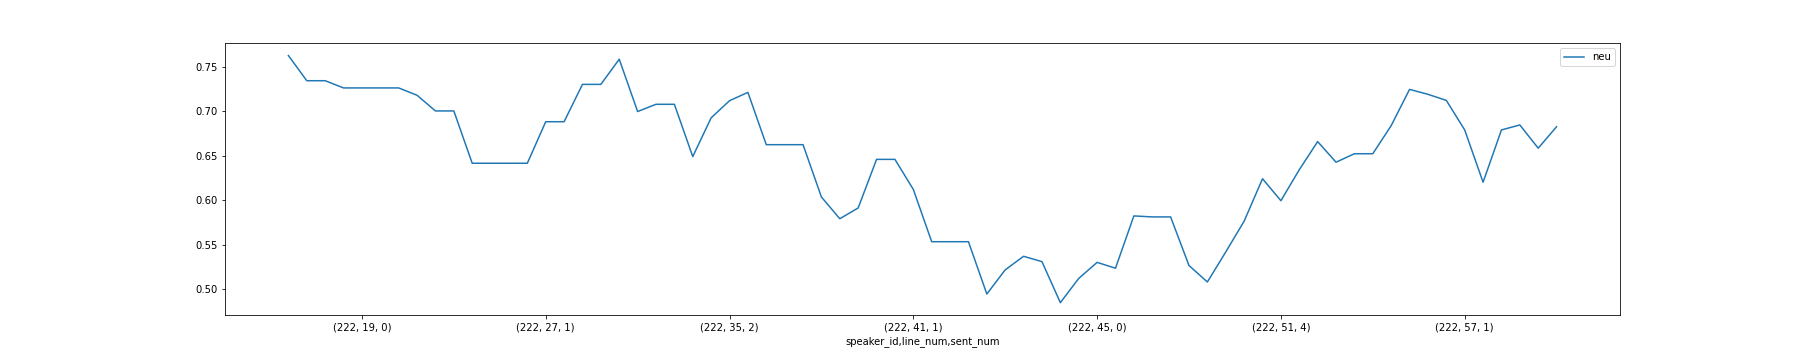 neu
0.75
0.70
0.65
0.60
0.55
0.50
(222, 19, 0) (222, 27, 1) (222, 35, 2) (222, 41, 1) (222, 45, 0) (222, 51, 4) (222, 57, 1)
speaker_id,line_num,sent_num